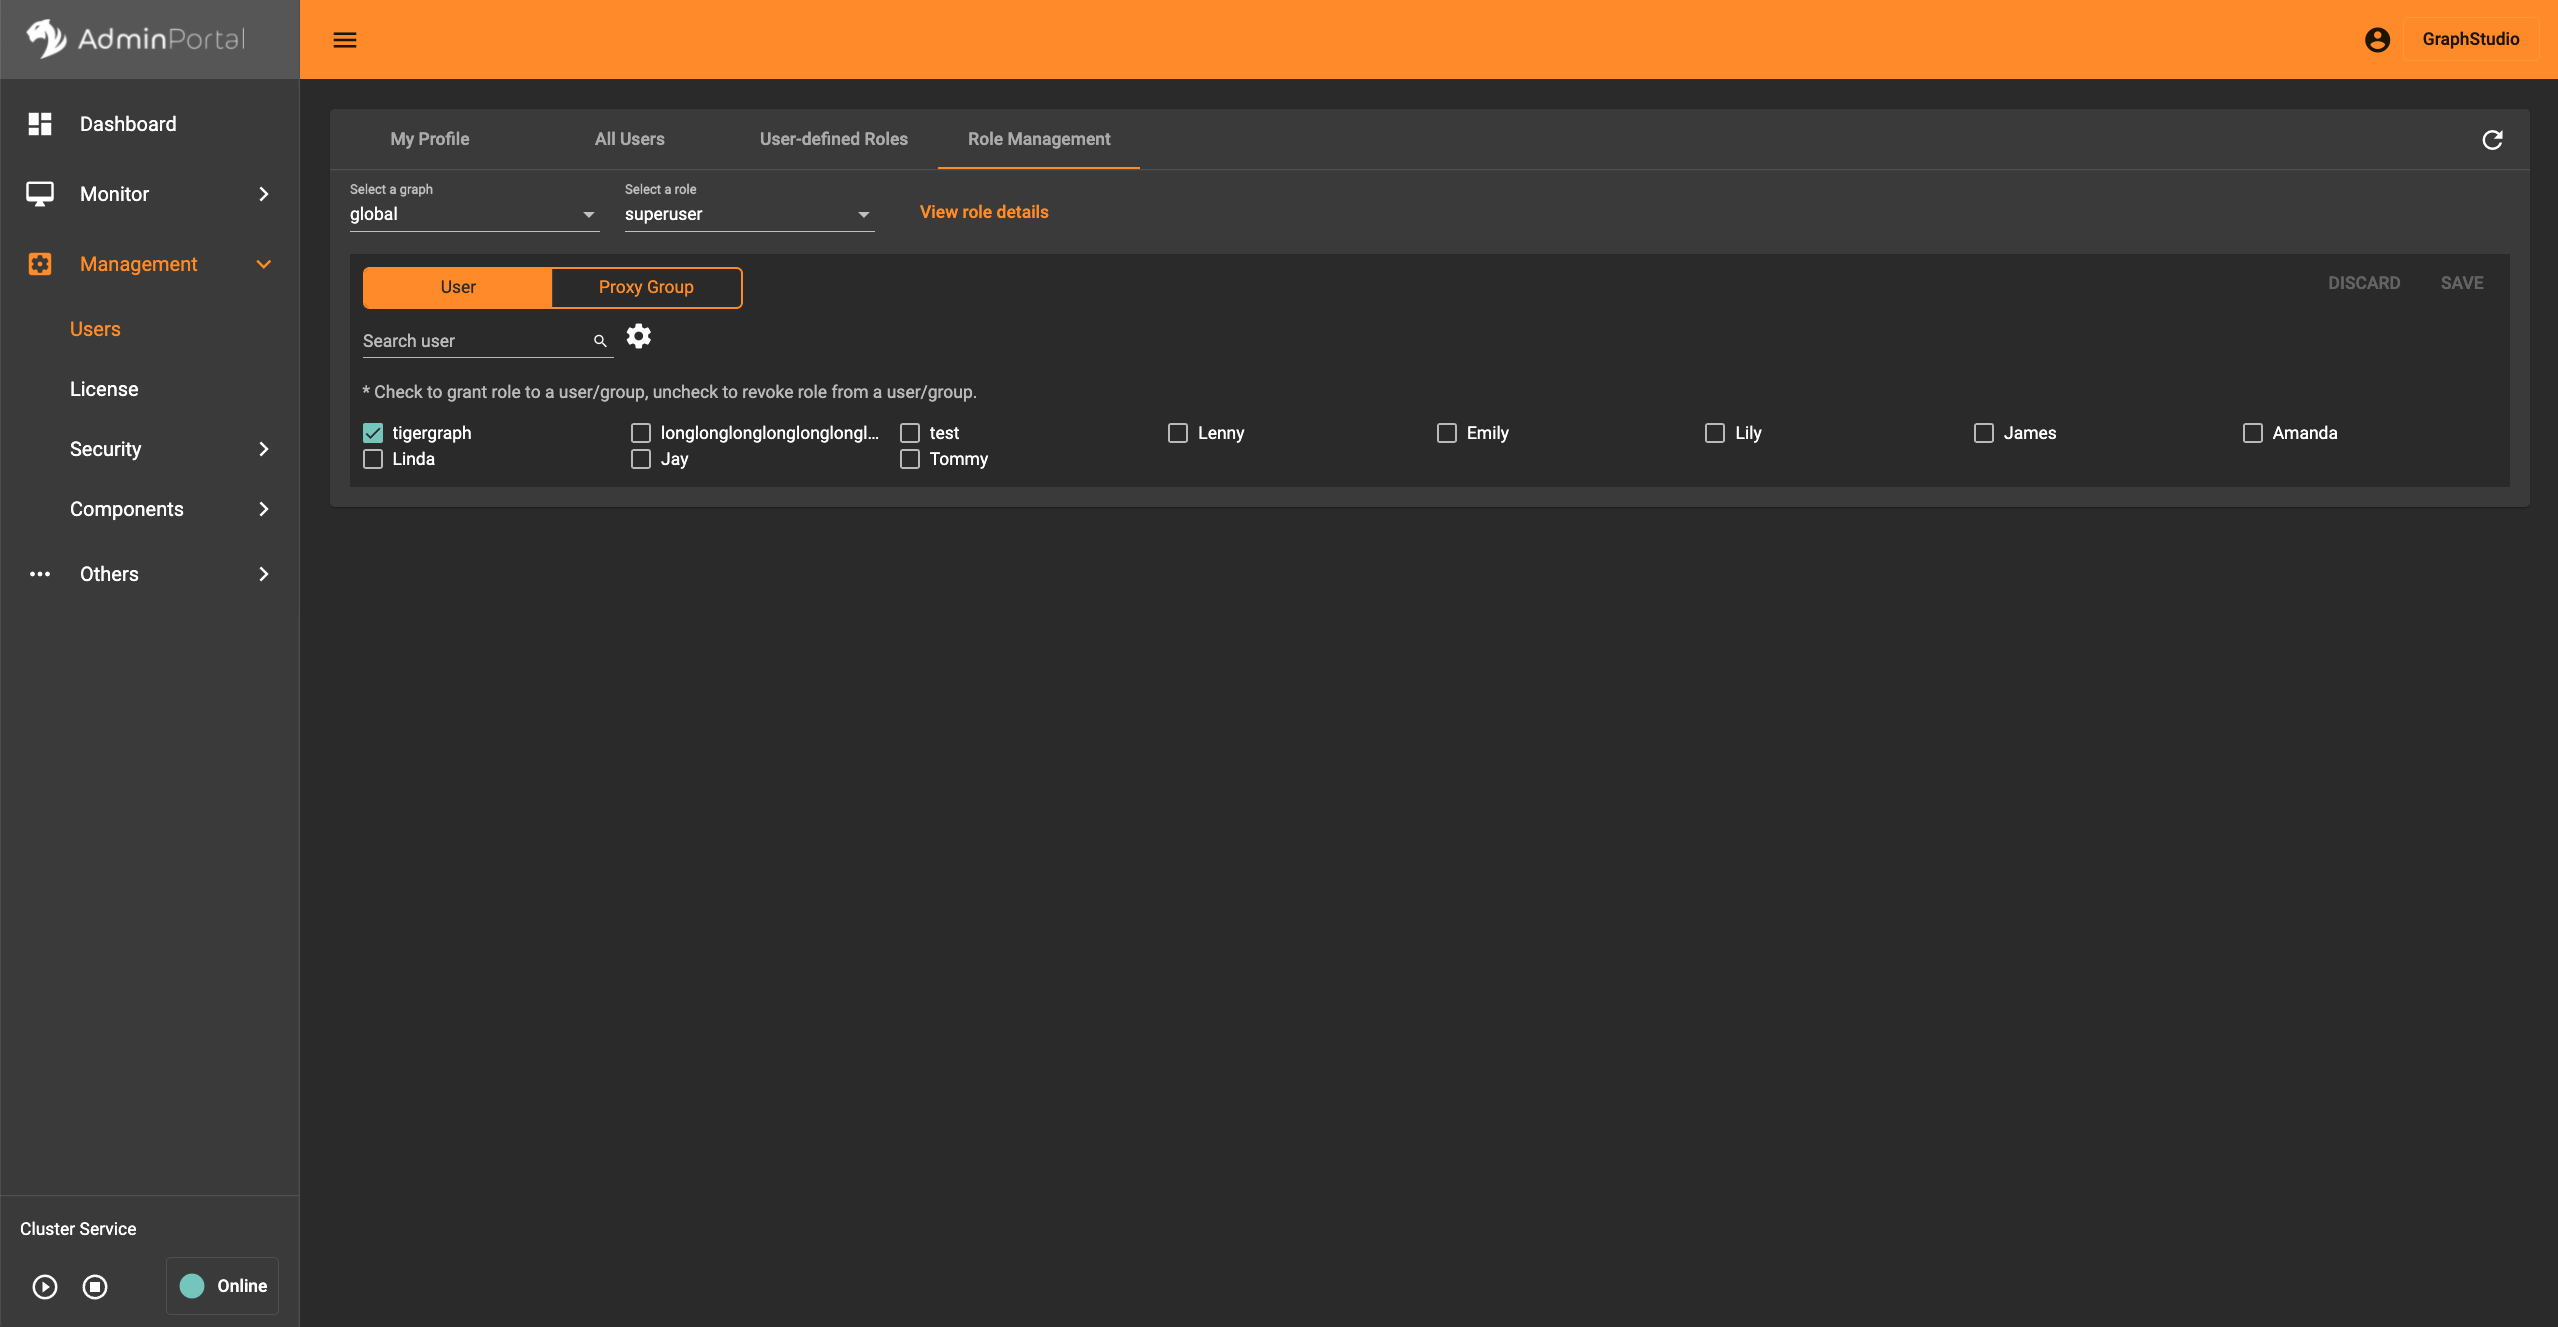 AdminPortal
GraphStudio
Dashboard
Monitor
Management
Users
License
Security
Components
Others
My Profile
All Users
User-defined Roles
Role Management
Select a graph
global
Select a role
superuser
View role details
User
Proxy Group
DISCARD
SAVE
Search user
* Check to grant role to a user/group, uncheck to revoke role from a user/group.
tigergraph
longlonglonglonglonglongl...
test
Lenny
Emily
Lily
James
Amanda
Linda
Jay
Tommy
Cluster Service
Online